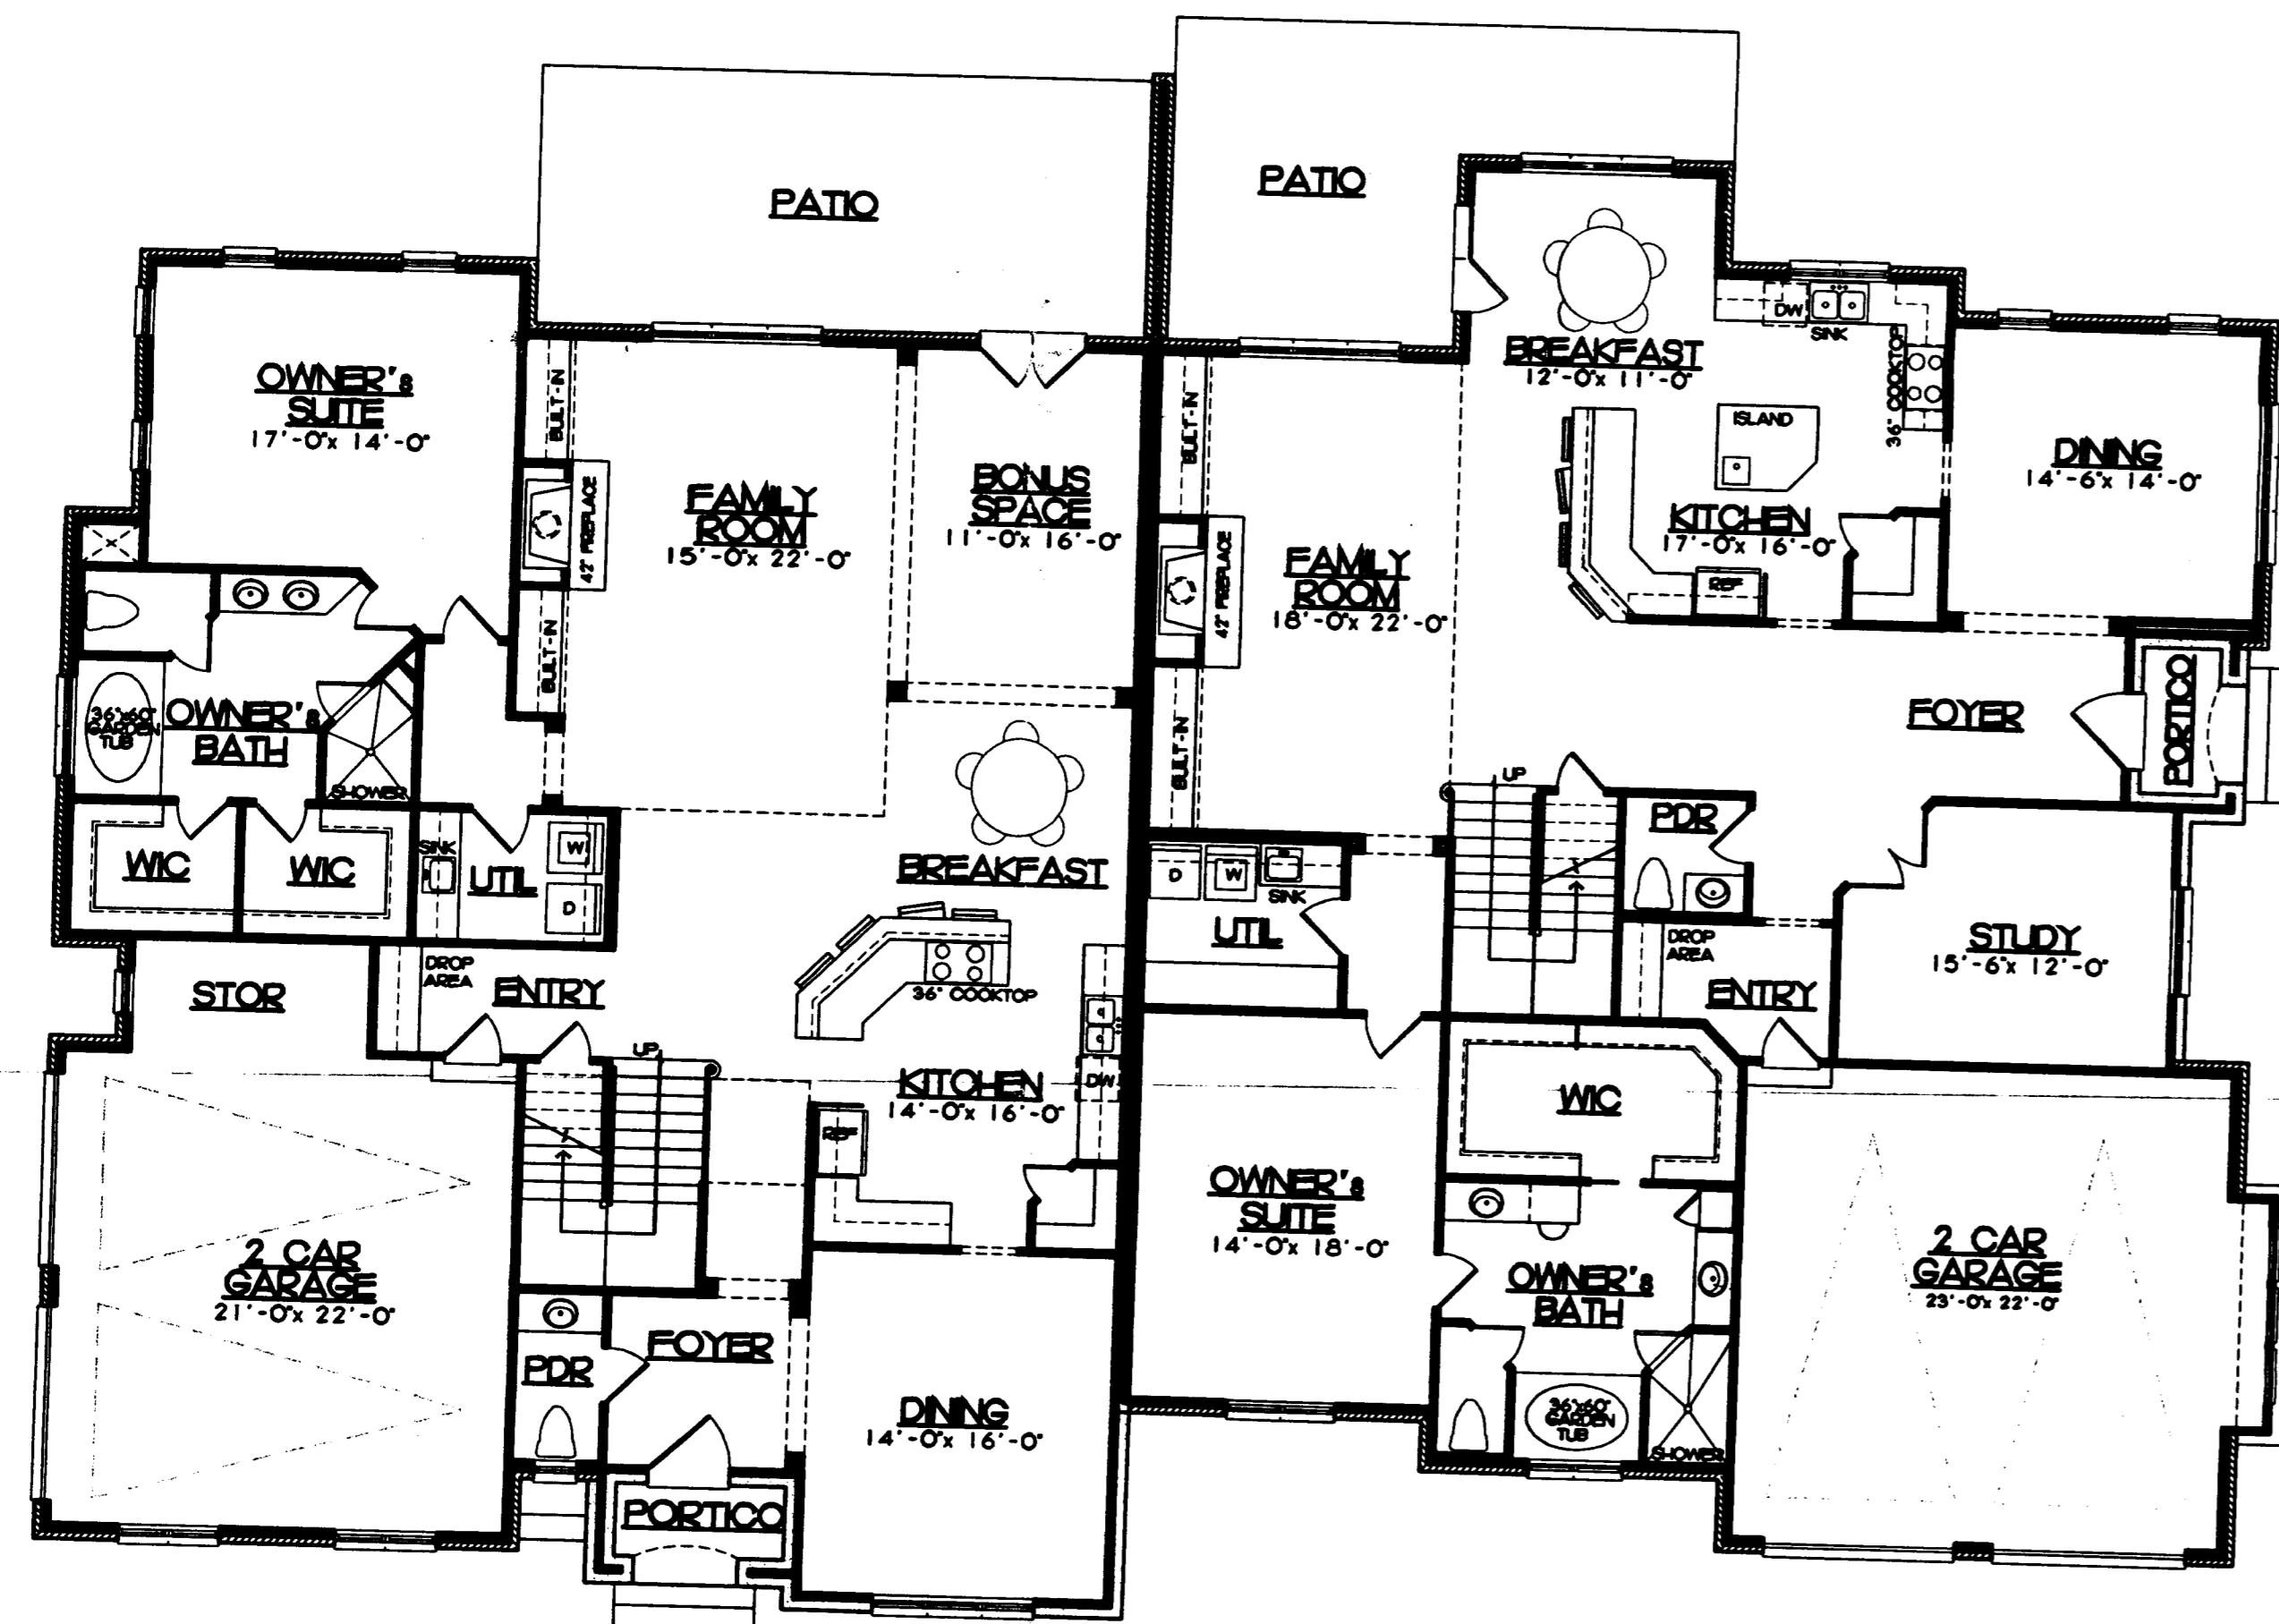 PATIO
OWNER's
SUITE
17'-0"x 14'-0"
BUILT-IN
42" FIREPLACE
BUILT-IN
FAMILY
ROOM
15'-0"x 22'-0"
BONUS
SPACE
11'-0"x 16'-0"
36"x60"
GARDEN
TUB
OWNER's
BATH
SHOWER
WIC
WIC
SINK
UTIL
W
D
BREAKFAST
STOR
DROP
AREA
ENTRY
36" COOKTOP
UP
KITCHEN
14'-0"x 16'-0"
DW
REF
2 CAR
GARAGE
21'-0"x 22'-0"
PDR
FOYER
DINING
14'-0"x 16'-0"
PORTICO
PATIO
BREAKFAST
12'-0"x 11'-0"
DW
SINK
36" COOKTOP
ISLAND
KITCHEN
17'-0"x 16'-0"
REF
DINING
14'-6"x 14'-0"
BUILT-IN
42" FIREPLACE
BUILT-IN
FAMILY
ROOM
18'-0"x 22'-0"
FOYER
PORTICO
UP
PDR
D
W
SINK
UTIL
DROP
AREA
ENTRY
STUDY
15'-6"x 12'-0"
WIC
OWNER's
SUITE
14'-0"x 18'-0"
OWNER's
BATH
36"x60"
GARDEN
TUB
SHOWER
2 CAR
GARAGE
23'-0"x 22'-0"